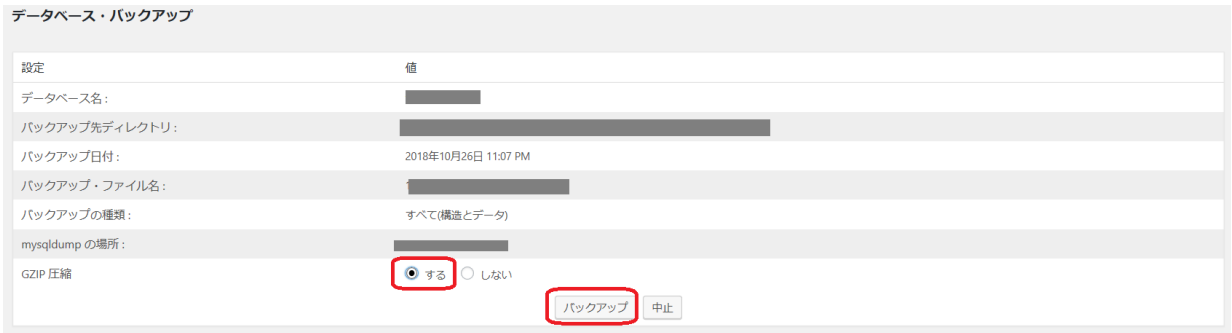 データベース・バックアップ
設定 値
データベース名 :
バックアップ先ディレクトリ :
バックアップ日付 : 2018年10月26日 11:07 PM
バックアップ・ファイル名 :
バックアップの種類 : すべて(構造とデータ)
mysqldump の場所 :
GZIP 圧縮 する しない
バックアップ 中止